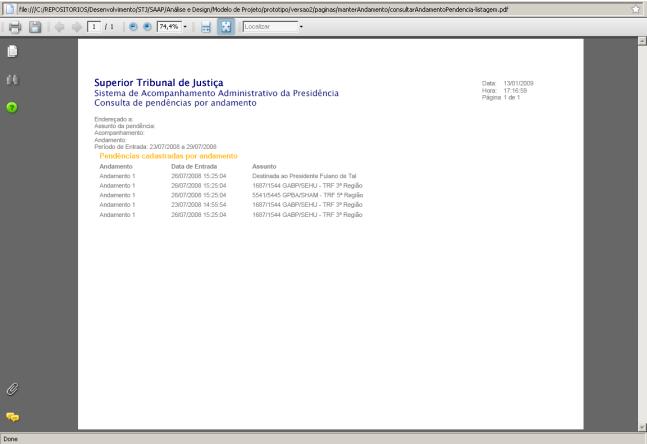 file:///C:/REPOSITORIOS/Desenvolvimento/STJ/SAAP/Análise e Design/Modelo de Projeto/prototipo/versao2/paginas/manterAndamento/consultarAndamentoPendencia-listagem.pdf
1 / 1 74,4% Localizar
Superior Tribunal de Justiça
Sistema de Acompanhamento Administrativo da Presidência
Consulta de pendências por andamento
Data: 13/01/2009
Hora: 17:16:59
Página 1 de 1
Endereçado a:
Assunto da pendência:
Acompanhamento:
Andamento:
Período de Entrada: 23/07/2008 a 29/07/2008
Pendências cadastradas por andamento
Andamento Data de Entrada Assunto
Andamento 1 26/07/2008 15:25:04 Destinada ao Presidente Fulano de Tal
Andamento 1 26/07/2008 15:25:04 1687/1544 GABP/SEHU - TRF 3ª Região
Andamento 1 26/07/2008 15:25:04 5541/5445 GPBA/SHAM - TRF 5ª Região
Andamento 1 23/07/2008 14:55:54 1687/1544 GABP/SEHU - TRF 3ª Região
Andamento 1 26/07/2008 15:25:04 1687/1544 GABP/SEHU - TRF 3ª Região
Done